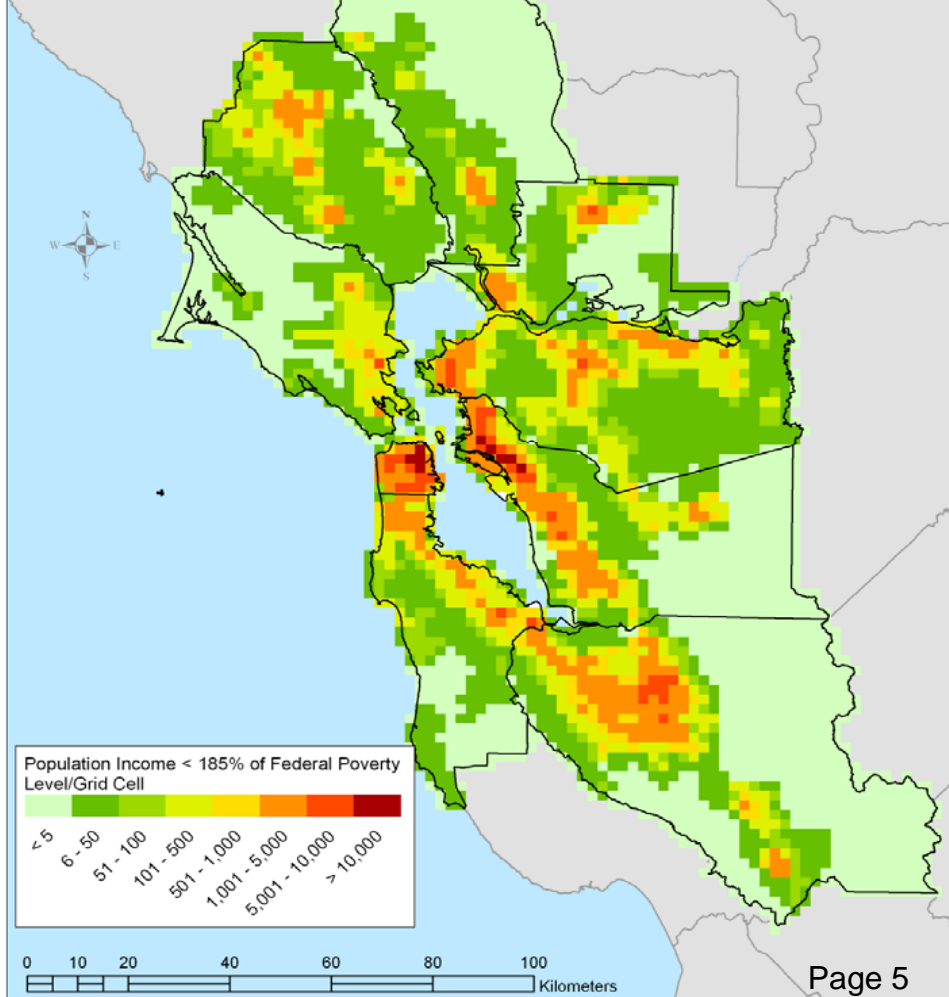 N
W E
S
Population Income < 185% of Federal Poverty
Level/Grid Cell
< 5
6 - 50
51 - 100
101 - 500
501 - 1,000
1,001 - 5,000
5,001 - 10,000
> 10,000
0 10 20 40 60 80 100
Kilometers
Page 5